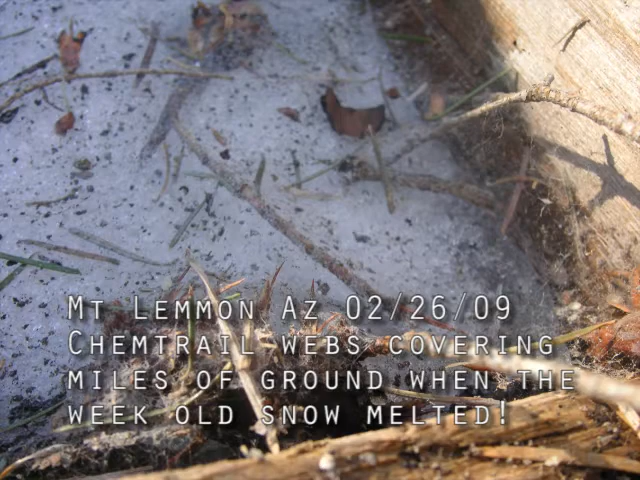 Mt Lemmon Az 02/26/09
Chemtrail webs covering
miles of ground when the
week old snow melted!